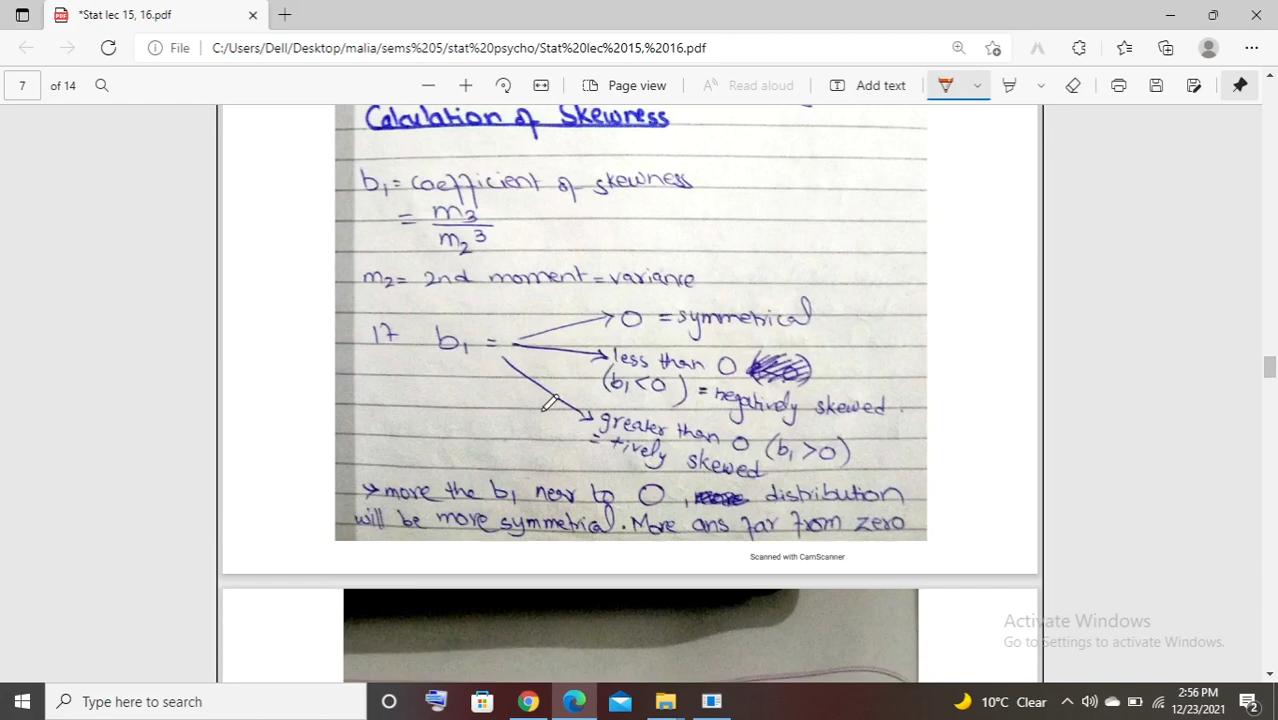 *Stat lec 15, 16.pdf
File C:/Users/Dell/Desktop/malia/sems%205/stat%20psycho/Stat%20lec%2015,%2016.pdf
7 of 14 Page view Read aloud Add text
Calculation of Skewness
b₁ = coefficient of skewness
= m₃
m₂³
m₂ = 2nd moment = variance
17 b₁ = 0 = symmetrical
less than 0
(b₁<0) = negatively skewed
greater than 0 (b₁>0)
= +ively skewed
→ more the b₁ near to 0, distribution
will be more symmetrical. More ans far from zero
Scanned with CamScanner
Activate Windows
Go to Settings to activate Windows.
Type here to search
10°C Clear
2:56 PM
12/23/2021
2